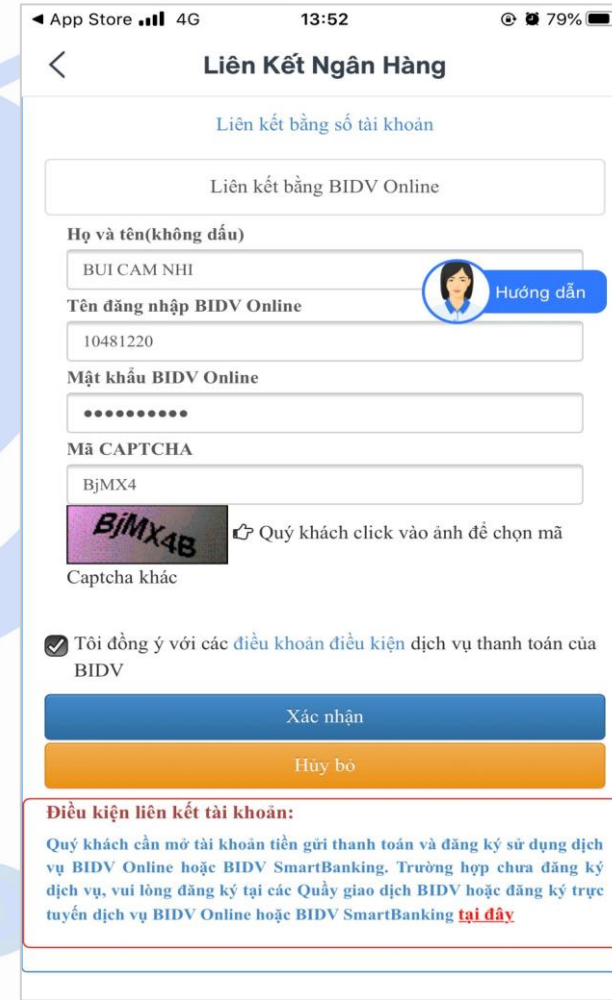 ◀ App Store 4G 13:52 79%
Liên Kết Ngân Hàng
Liên kết bằng số tài khoản
Liên kết bằng BIDV Online
Họ và tên(không dấu)
BUI CAM NHI
Hướng dẫn
Tên đăng nhập BIDV Online
10481220
Mật khẩu BIDV Online
••••••••••
Mã CAPTCHA
BjMX4
BjMX4B Quý khách click vào ảnh để chọn mã
Captcha khác
Tôi đồng ý với các điều khoản điều kiện dịch vụ thanh toán của
BIDV
Xác nhận
Hủy bỏ
Điều kiện liên kết tài khoản:
Quý khách cần mở tài khoản tiền gửi thanh toán và đăng ký sử dụng dịch
vụ BIDV Online hoặc BIDV SmartBanking. Trường hợp chưa đăng ký
dịch vụ, vui lòng đăng ký tại các Quầy giao dịch BIDV hoặc đăng ký trực
tuyến dịch vụ BIDV Online hoặc BIDV SmartBanking tại đây